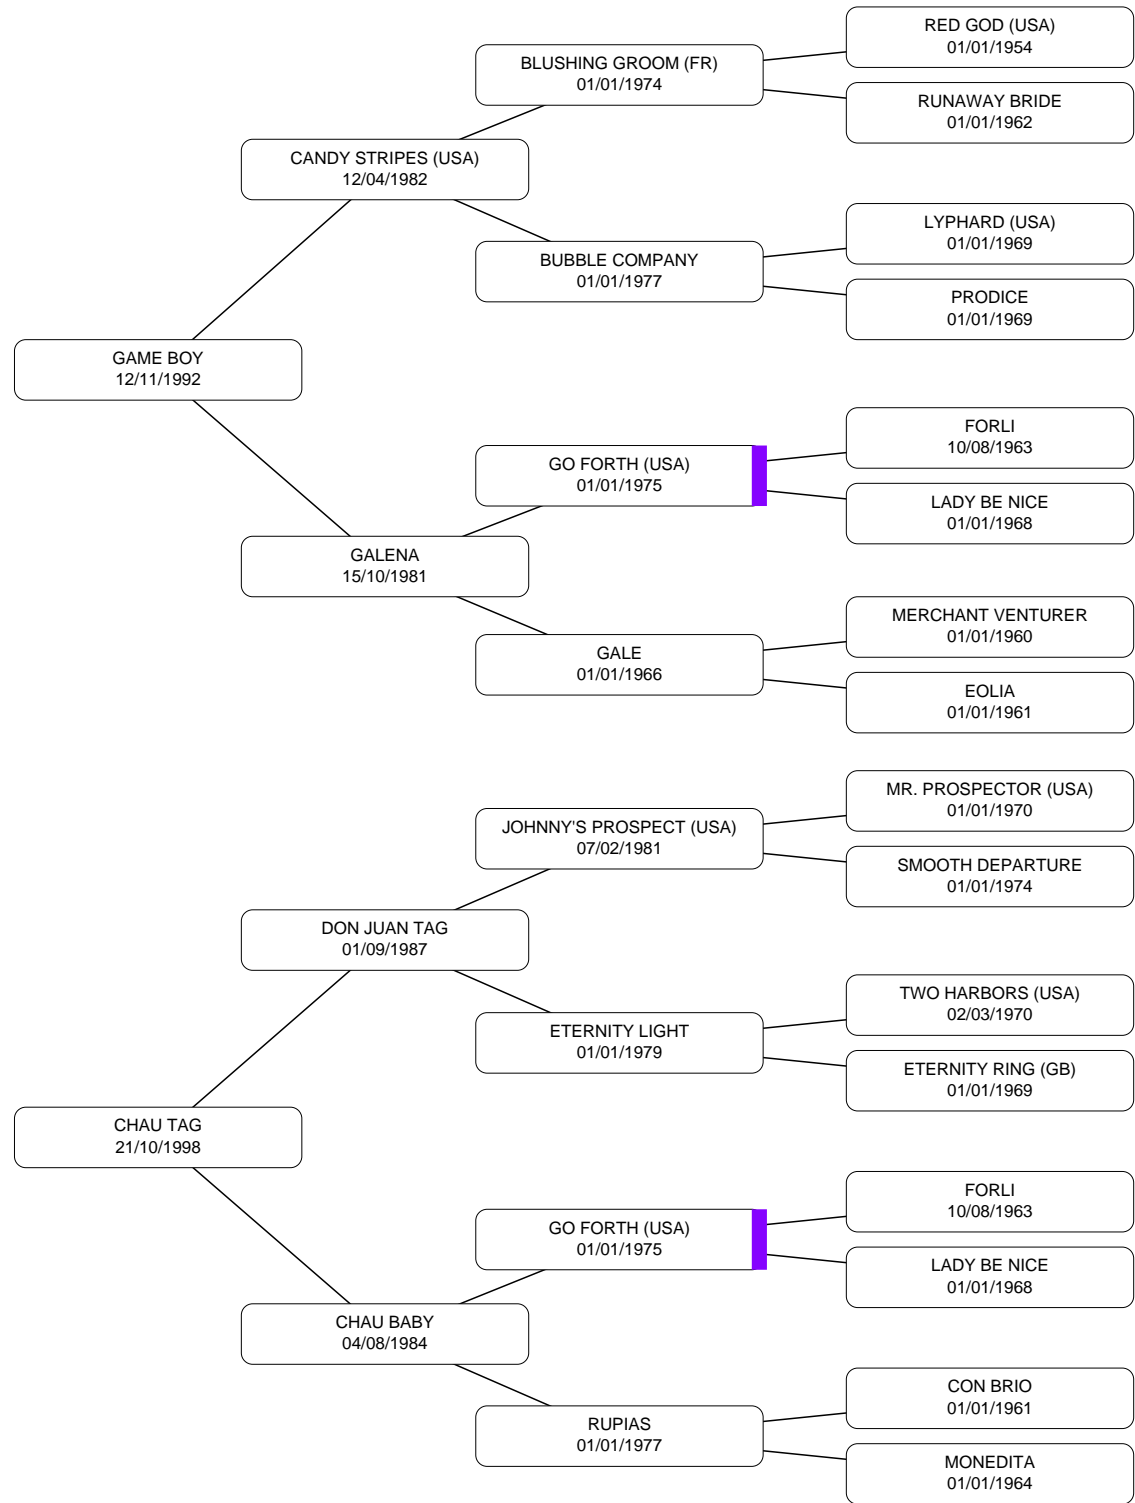 RED GOD (USA)
01/01/1954
BLUSHING GROOM (FR)
01/01/1974
RUNAWAY BRIDE
01/01/1962
CANDY STRIPES (USA)
12/04/1982
LYPHARD (USA)
01/01/1969
BUBBLE COMPANY
01/01/1977
PRODICE
01/01/1969
GAME BOY
12/11/1992
FORLI
10/08/1963
GO FORTH (USA)
01/01/1975
LADY BE NICE
01/01/1968
GALENA
15/10/1981
MERCHANT VENTURER
01/01/1960
GALE
01/01/1966
EOLIA
01/01/1961
MR. PROSPECTOR (USA)
01/01/1970
JOHNNY'S PROSPECT (USA)
07/02/1981
SMOOTH DEPARTURE
01/01/1974
DON JUAN TAG
01/09/1987
TWO HARBORS (USA)
02/03/1970
ETERNITY LIGHT
01/01/1979
ETERNITY RING (GB)
01/01/1969
CHAU TAG
21/10/1998
FORLI
10/08/1963
GO FORTH (USA)
01/01/1975
LADY BE NICE
01/01/1968
CHAU BABY
04/08/1984
CON BRIO
01/01/1961
RUPIAS
01/01/1977
MONEDITA
01/01/1964